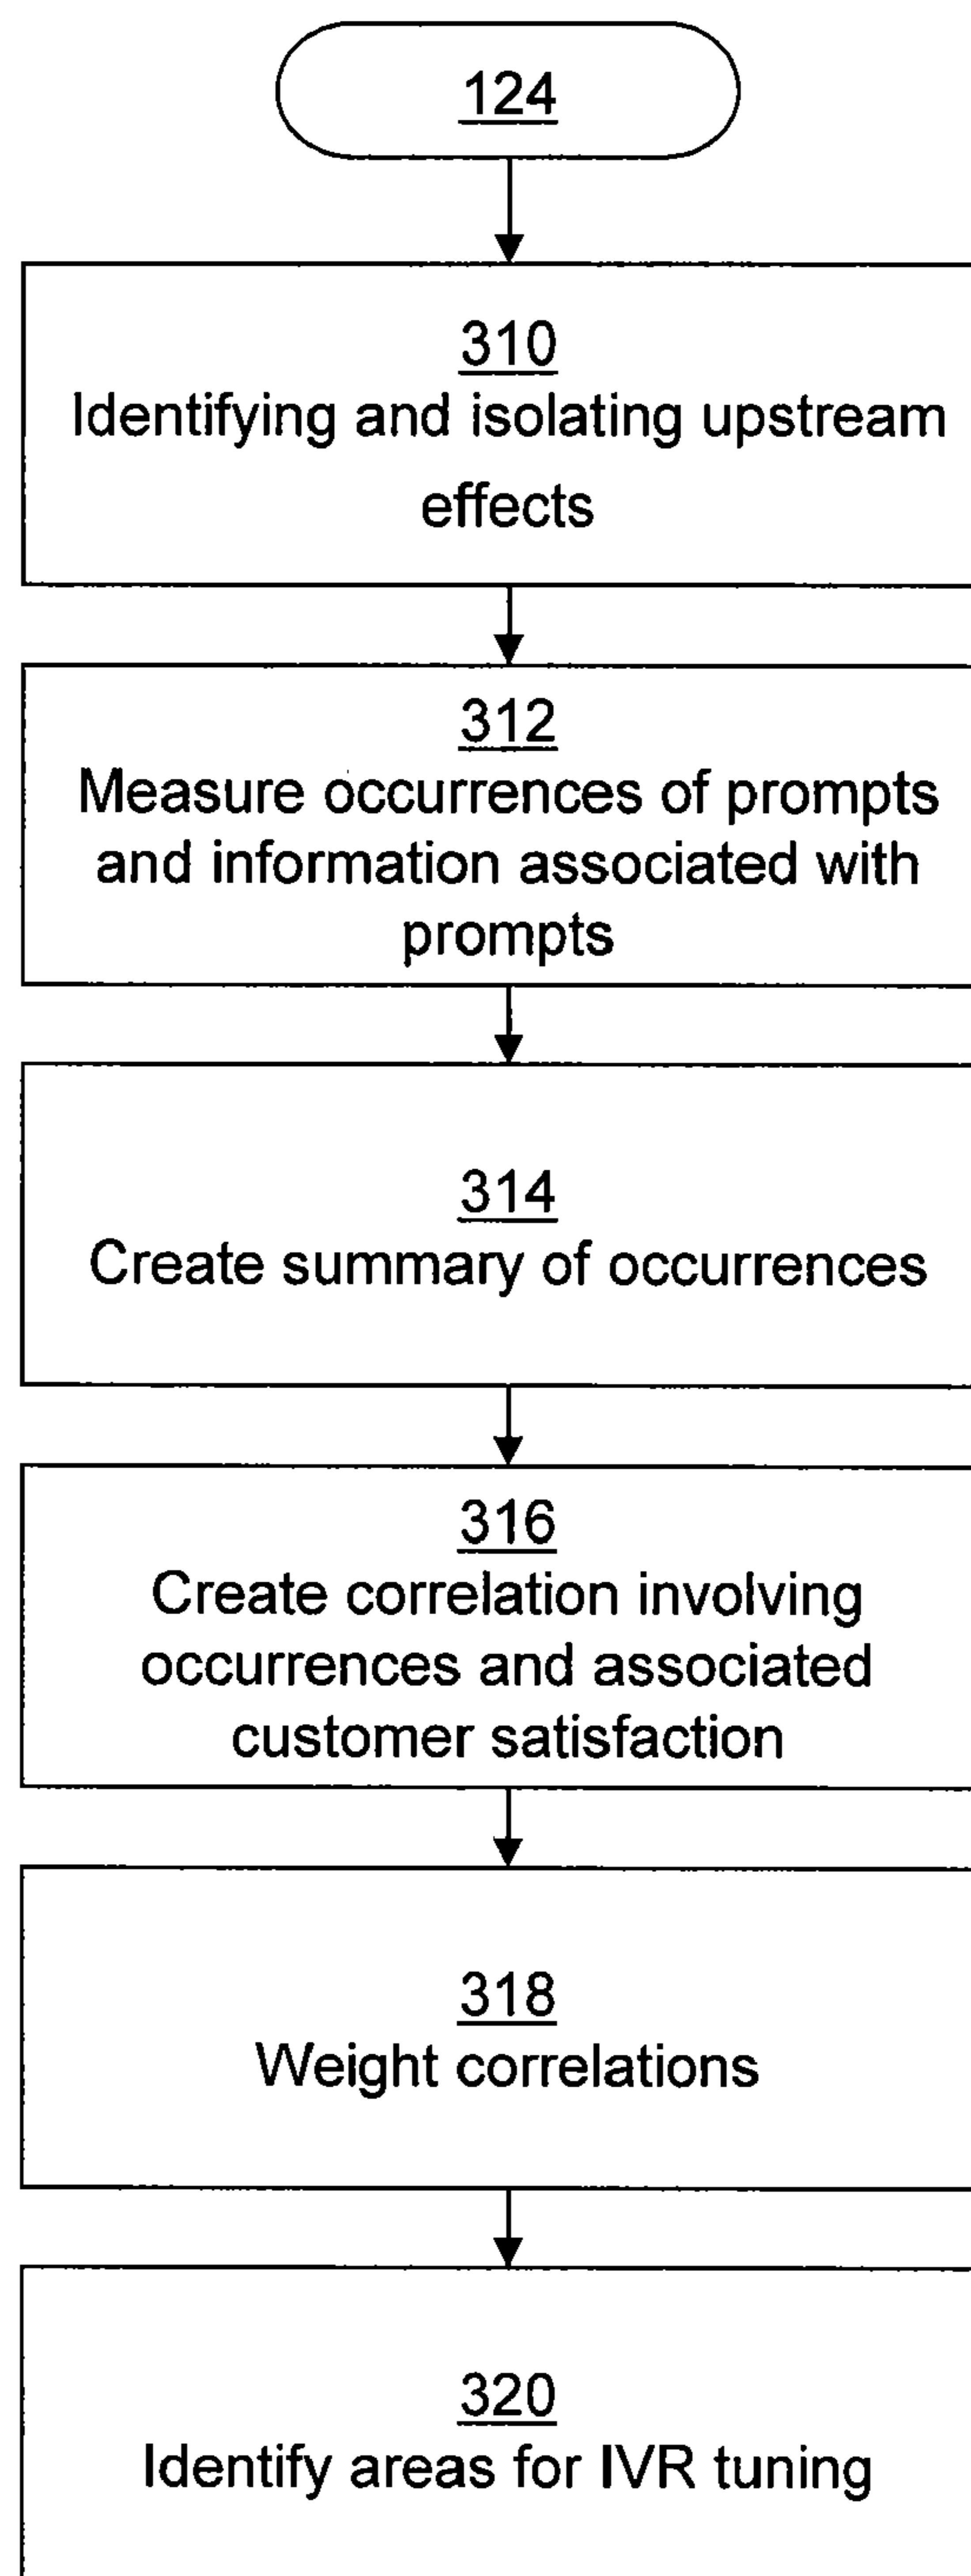 124
310
Identifying and isolating upstream
effects
312
Measure occurrences of prompts
and information associated with
prompts
314
Create summary of occurrences
316
Create correlation involving
occurrences and associated
customer satisfaction
318
Weight correlations
320
Identify areas for IVR tuning